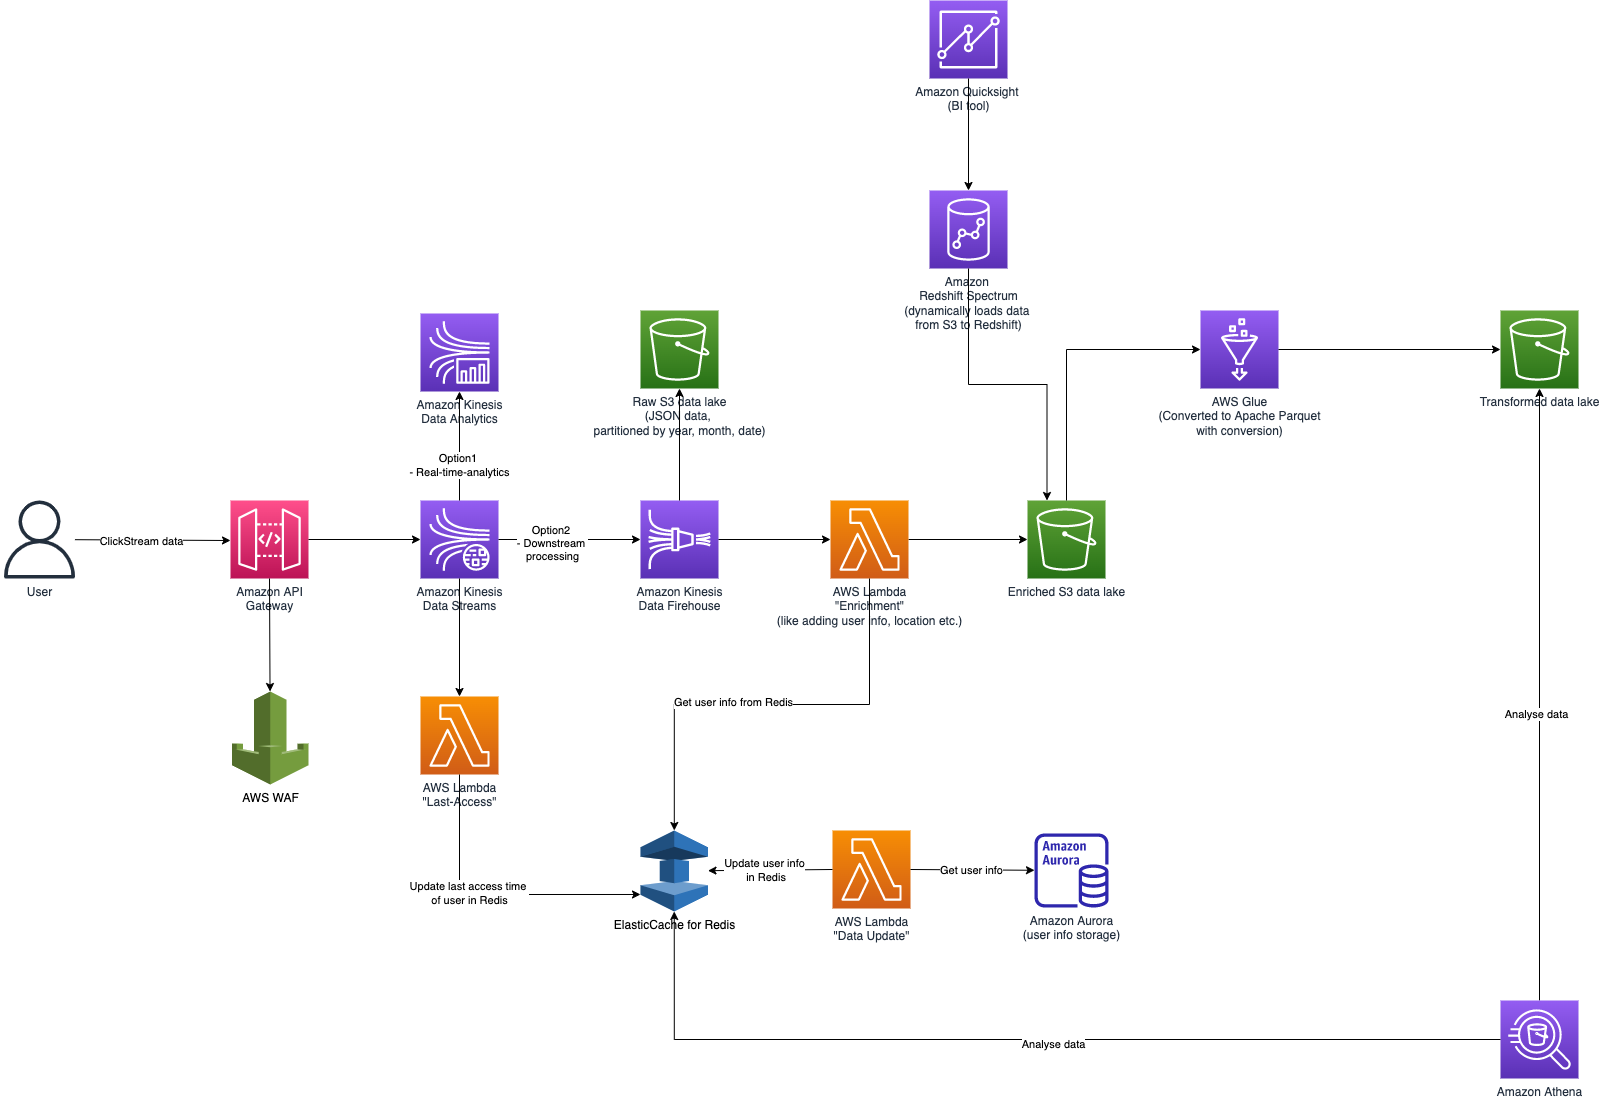 Amazon Quicksight
(BI tool)
Amazon
Redshift Spectrum
(dynamically loads data
from S3 to Redshift)
Amazon Kinesis
Data Analytics
Raw S3 data lake
(JSON data,
partitioned by year, month, date)
AWS Glue
(Converted to Apache Parquet
with conversion)
Transformed data lake
Option1
- Real-time-analytics
User
ClickStream data
Amazon API
Gateway
Amazon Kinesis
Data Streams
Option2
- Downstream
processing
Amazon Kinesis
Data Firehouse
AWS Lambda
"Enrichment"
(like adding user info, location etc.)
Enriched S3 data lake
AWS WAF
AWS Lambda
"Last-Access"
Get user info from Redis
Analyse data
Update last access time
of user in Redis
ElasticCache for Redis
Update user info
in Redis
AWS Lambda
"Data Update"
Get user info
Amazon
Aurora
Amazon Aurora
(user info storage)
Analyse data
Amazon Athena